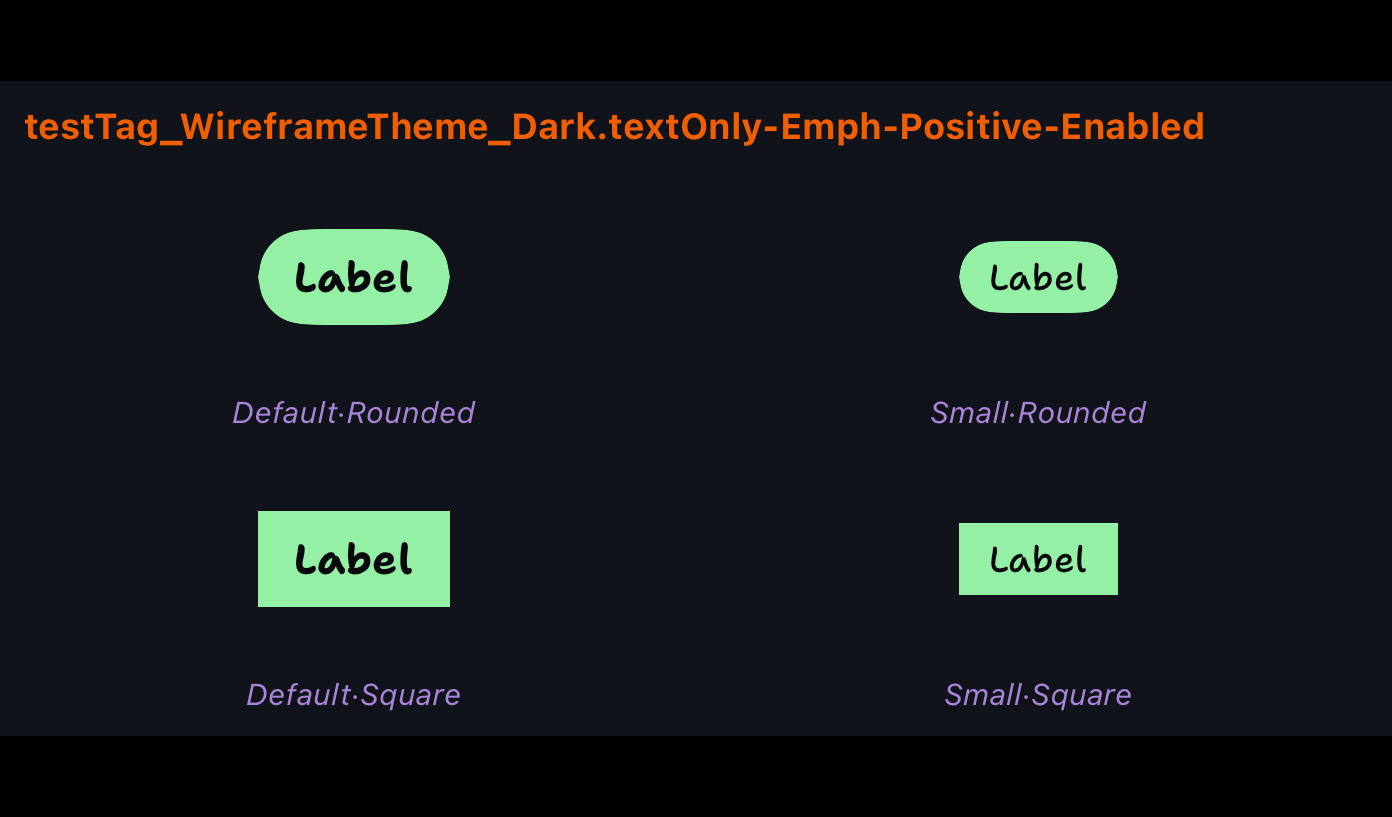 testTag_WireframeTheme_Dark.textOnly-Emph-Positive-Enabled
Label
Label
Default·Rounded
Small·Rounded
Label
Label
Default·Square
Small·Square